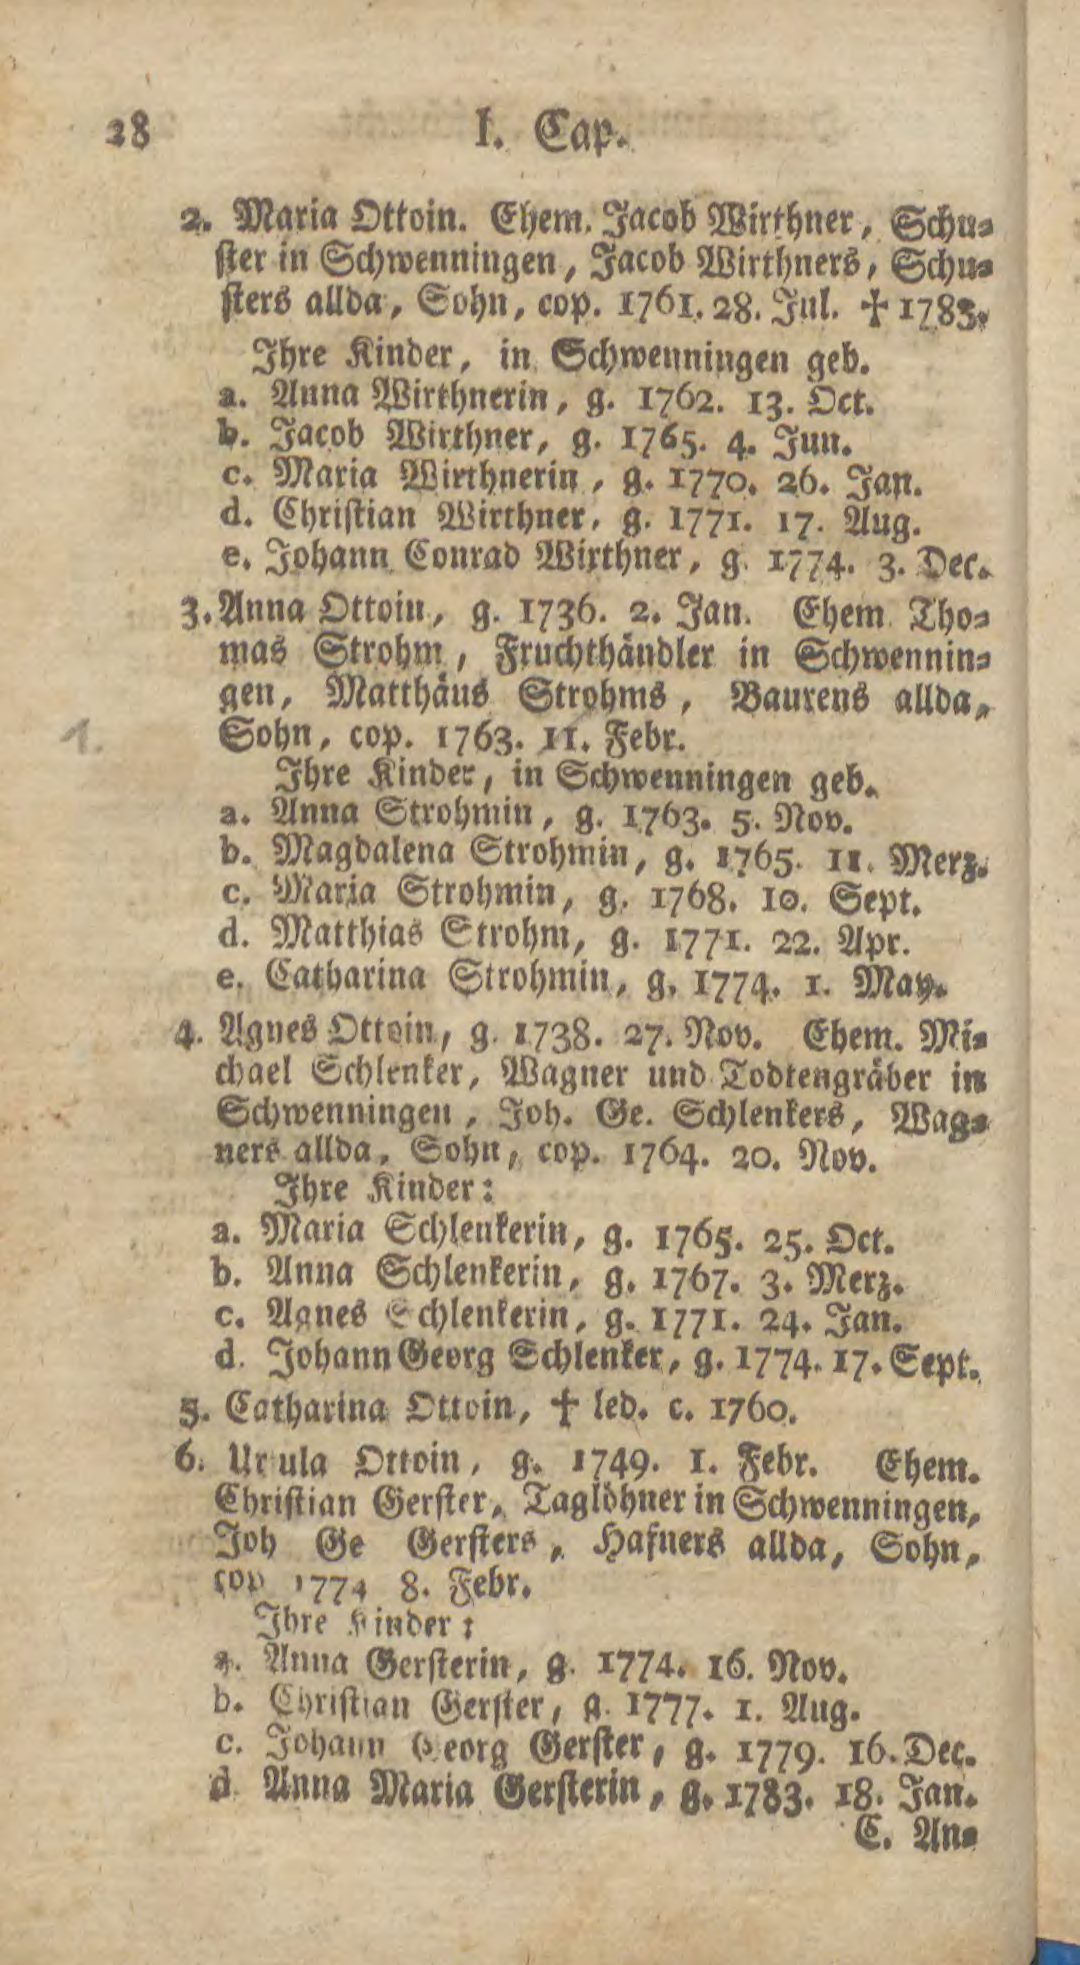 28 I. Cap.
2. Maria Ottoin. Ehem. Jacob Wirthner, Schu⸗
ster in Schwenningen, Jacob Wirthners, Schu⸗
sters allda, Sohn, cop. 1761. 28. Jul. ✝ 1783.
Ihre Kinder, in Schwenningen geb.
a. Anna Wirthnerin, g. 1762. 13. Oct.
b. Jacob Wirthner, g. 1765. 4. Jun.
c. Maria Wirthnerin, g. 1770. 26. Jan.
d. Christian Wirthner, g. 1771. 17. Aug.
e. Johann Conrad Wirthner, g. 1774. 3. Dec.
3. Anna Ottoin, g. 1736. 2. Jan. Ehem Tho⸗
mas Strohm, Fruchthändler in Schwennin⸗
gen, Matthäus Strohms, Baurens allda,
1. Sohn, cop. 1763. 11. Febr.
Ihre Kinder, in Schwenningen geb.
a. Anna Strohmin, g. 1763. 5. Nov.
b. Magdalena Strohmin, g. 1765. 11. Merz.
c. Maria Strohmin, g. 1768. 10. Sept.
d. Matthias Strohm, g. 1771. 22. Apr.
e. Catharina Strohmin, g. 1774. 1. May.
4. Agnes Ottoin, g. 1738. 27. Nov. Ehem. Mi⸗
chael Schlenker, Wagner und Todtengräber in
Schwenningen, Joh. Ge. Schlenkers, Wag⸗
ners allda, Sohn, cop. 1764. 20. Nov.
Ihre Kinder:
a. Maria Schlenkerin, g. 1765. 25. Oct.
b. Anna Schlenkerin, g. 1767. 3. Merz.
c. Agnes Schlenkerin, g. 1771. 24. Jan.
d. Johann Georg Schlenker, g. 1774. 17. Sept.
5. Catharina Ottoin, ✝ led. c. 1760.
6. Ursula Ottoin, g. 1749. 1. Febr. Ehem.
Christian Gerster, Taglöhner in Schwenningen,
Joh Ge Gersters, Hafners allda, Sohn,
cop 1774 8. Febr.
Ihre Kinder:
a. Anna Gersterin, g. 1774. 16. Nov.
b. Christian Gerster, g. 1777. 1. Aug.
c. Johann Georg Gerster, g. 1779. 16. Dec.
d Anna Maria Gersterin, g. 1783. 18. Jan.
C. An⸗